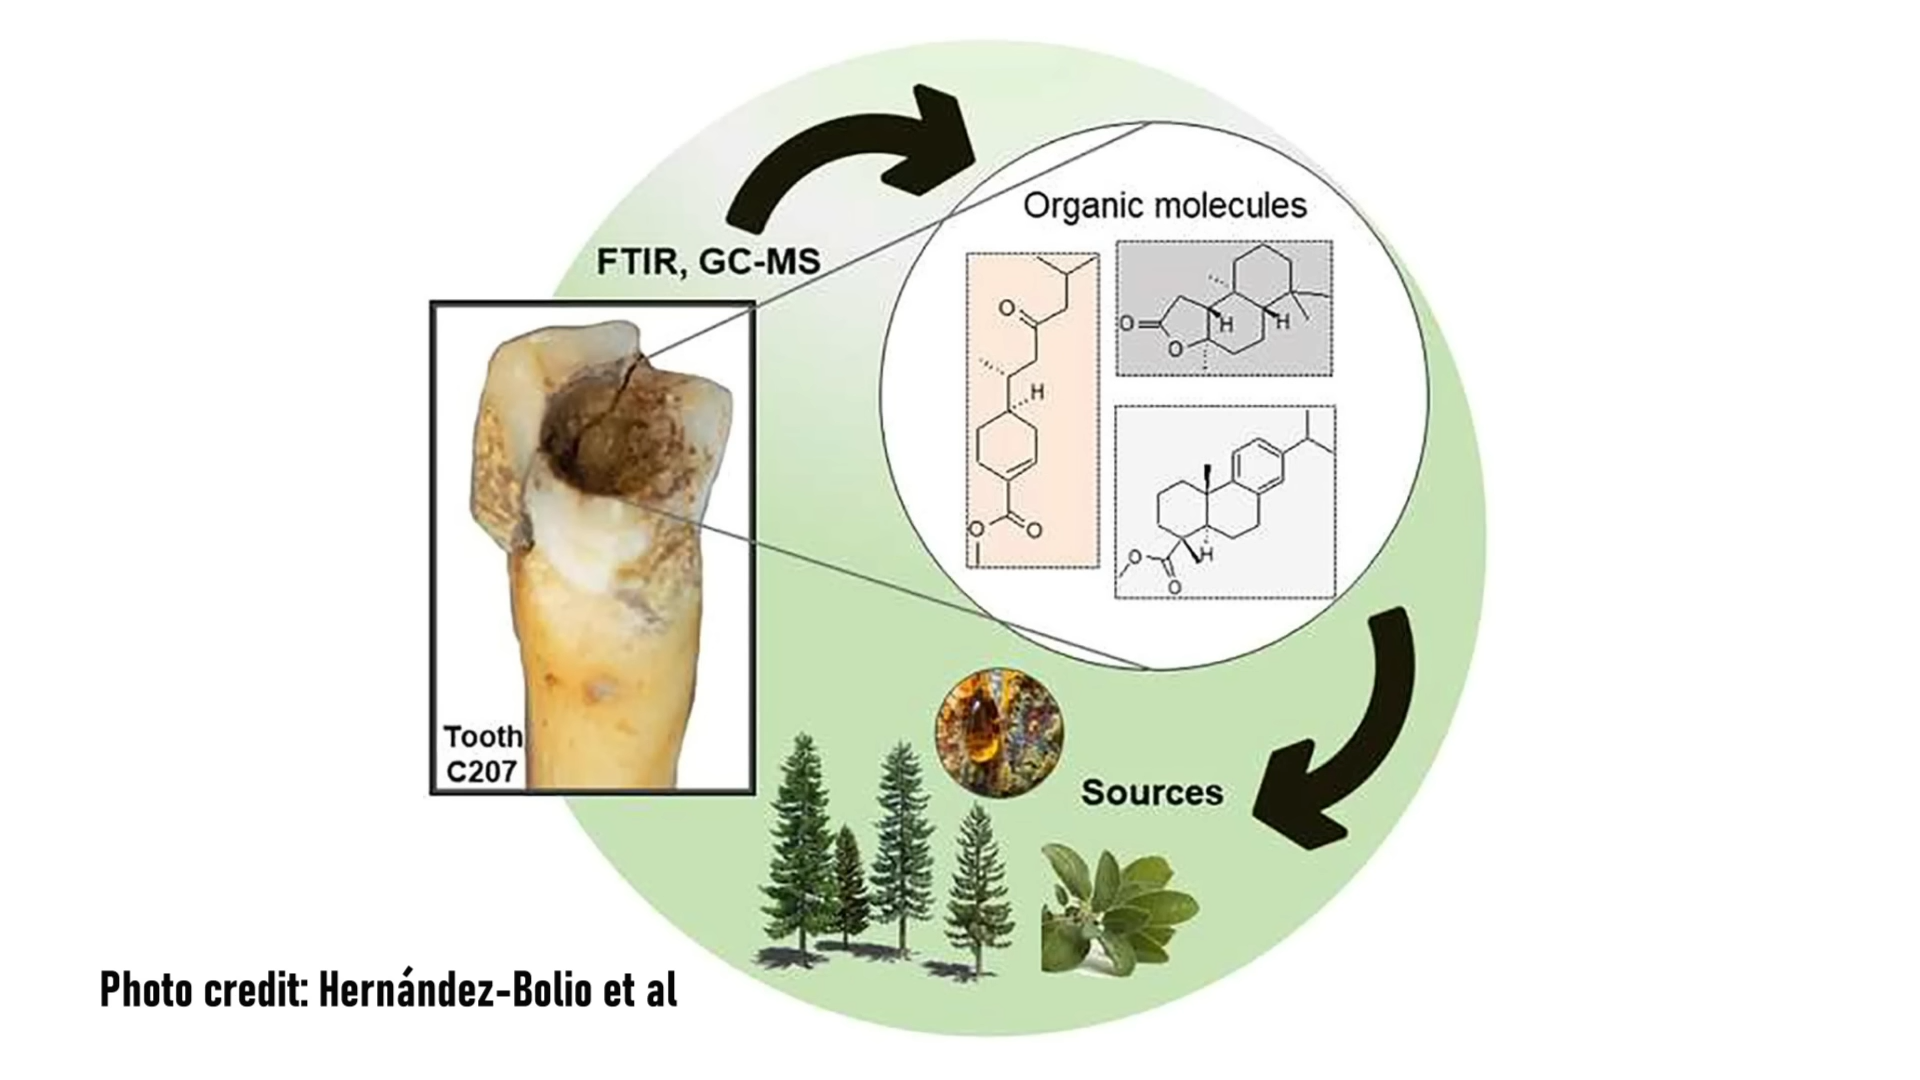 FTIR, GC-MS
Organic molecules
O
H
O
O
O
O
H
H
O
O
H
Tooth
C207
Sources
Photo credit: Hernández-Bolio et al